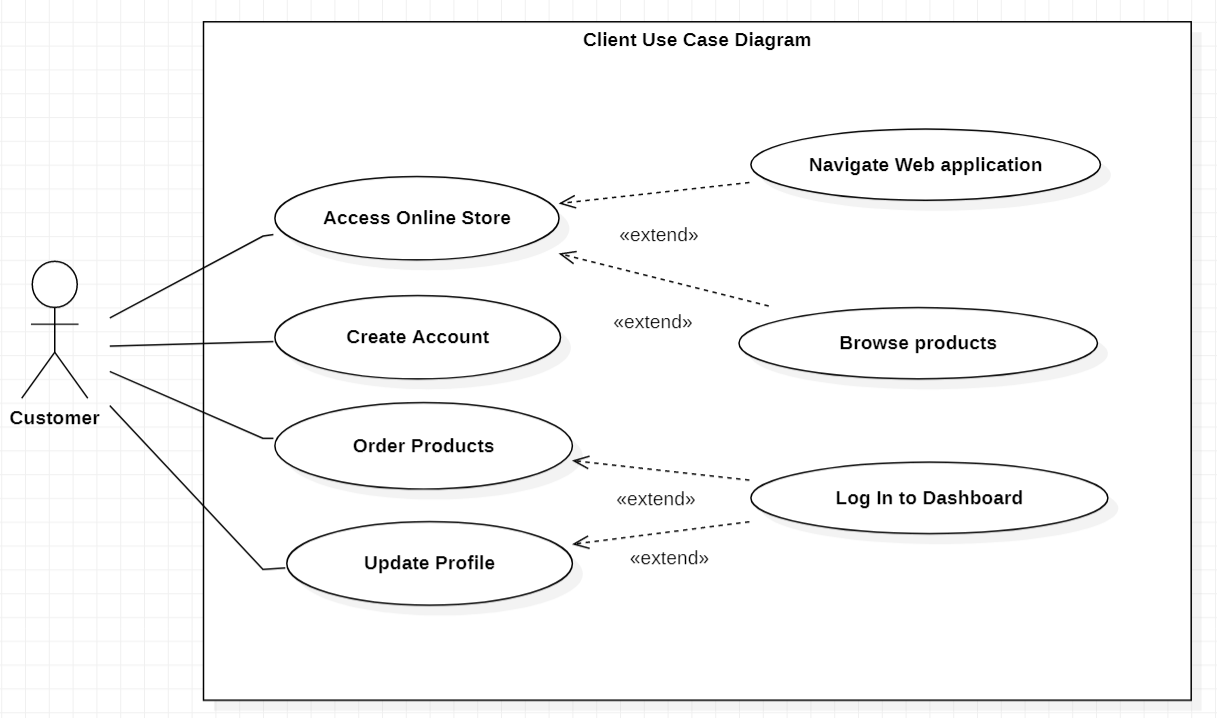 Client Use Case Diagram
Navigate Web application
Access Online Store
«extend»
«extend»
Create Account
Browse products
Customer
Order Products
Log In to Dashboard
«extend»
«extend»
Update Profile